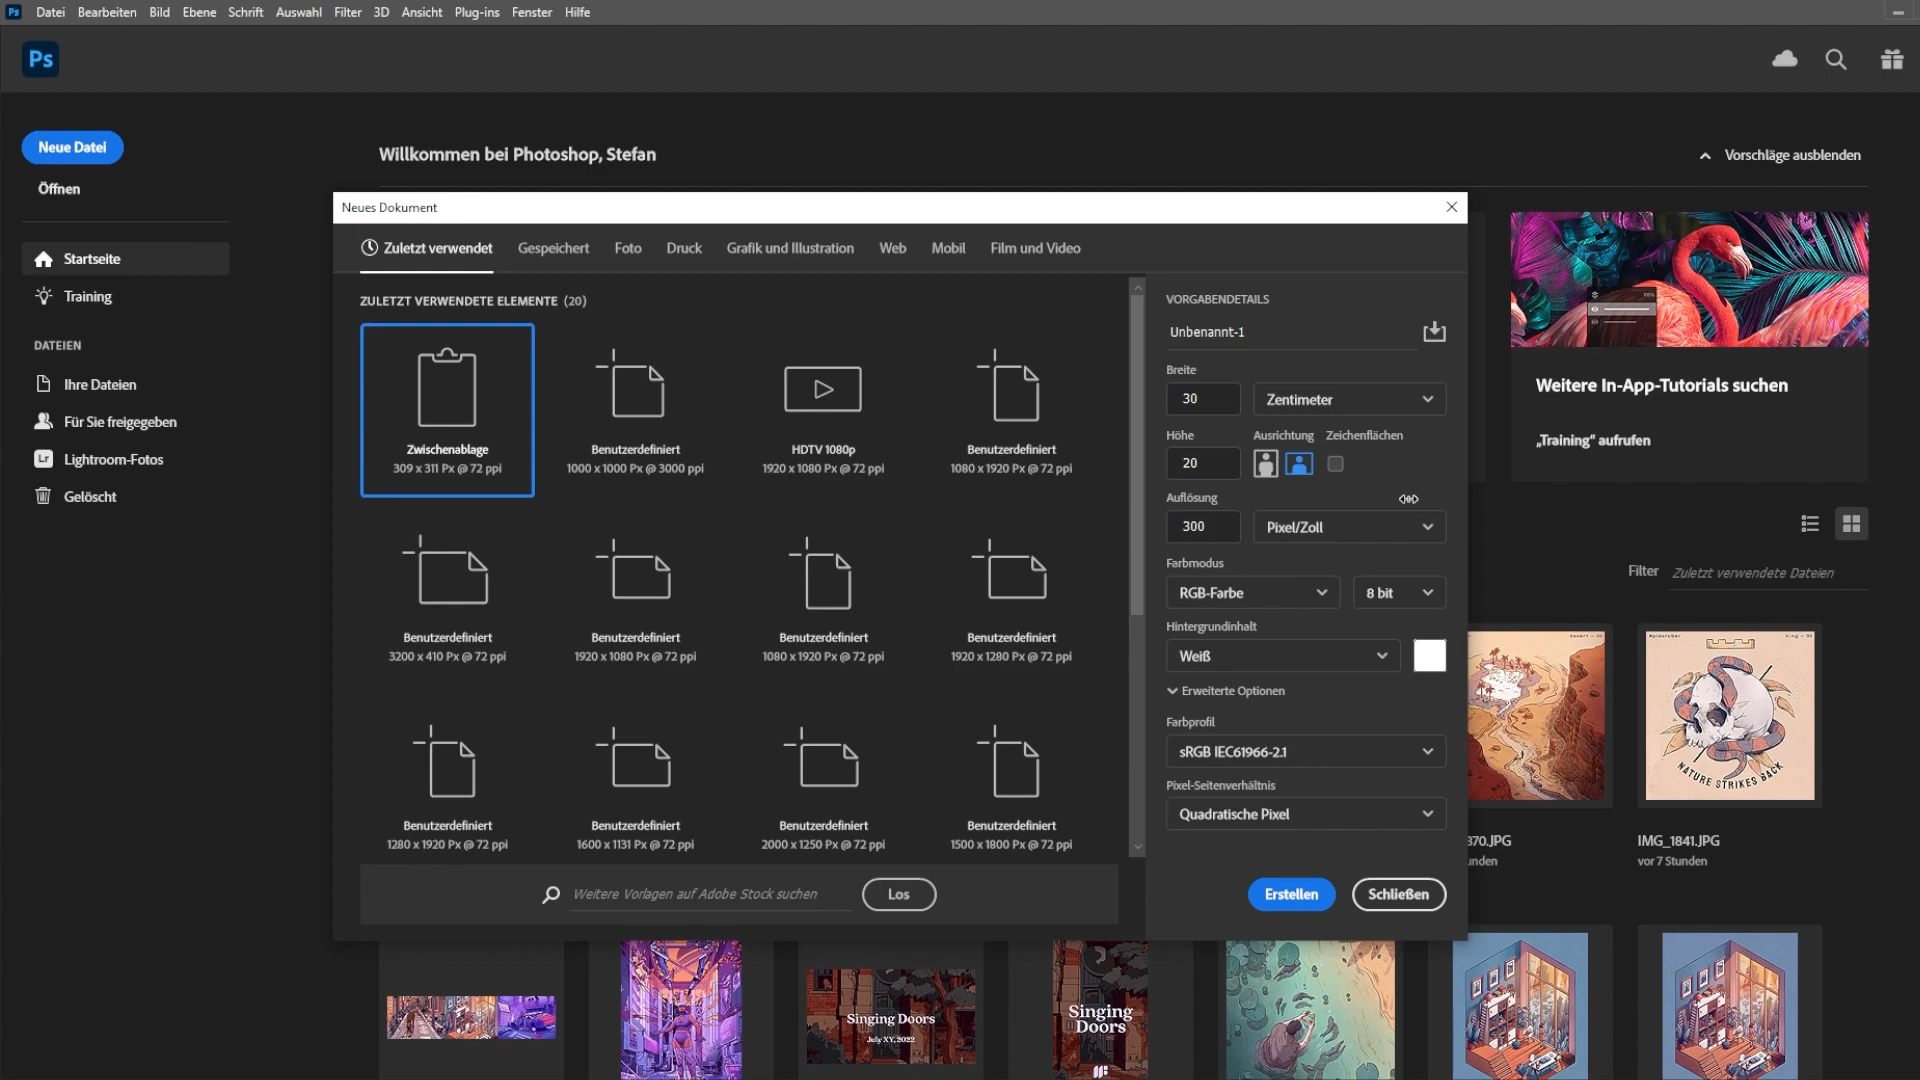 Ps Datei Bearbeiten Bild Ebene Schrift Auswahl Filter 3D Ansicht Plug-ins Fenster Hilfe
Ps
Neue Datei
Öffnen
Startseite
Training
DATEIEN
Ihre Dateien
Für Sie freigegeben
Lr Lightroom-Fotos
Gelöscht
Willkommen bei Photoshop, Stefan
Vorschläge ausblenden
Weitere In-App-Tutorials suchen
„Training“ aufrufen
Filter Zuletzt verwendete Dateien
Neues Dokument
Zuletzt verwendet Gespeichert Foto Druck Grafik und Illustration Web Mobil Film und Video
ZULETZT VERWENDETE ELEMENTE (20)
Zwischenablage
309 x 311 Px @ 72 ppi
Benutzerdefiniert
1000 x 1000 Px @ 3000 ppi
HDTV 1080p
1920 x 1080 Px @ 72 ppi
Benutzerdefiniert
1080 x 1920 Px @ 72 ppi
Benutzerdefiniert
3200 x 410 Px @ 72 ppi
Benutzerdefiniert
1920 x 1080 Px @ 72 ppi
Benutzerdefiniert
1080 x 1920 Px @ 72 ppi
Benutzerdefiniert
1920 x 1280 Px @ 72 ppi
Benutzerdefiniert
1280 x 1920 Px @ 72 ppi
Benutzerdefiniert
1600 x 1131 Px @ 72 ppi
Benutzerdefiniert
2000 x 1250 Px @ 72 ppi
Benutzerdefiniert
1500 x 1800 Px @ 72 ppi
Weitere Vorlagen auf Adobe Stock suchen Los
VORGABENDETAILS
Unbenannt-1
Breite
30 Zentimeter
Höhe Ausrichtung Zeichenflächen
20
Auflösung
300 Pixel/Zoll
Farbmodus
RGB-Farbe 8 bit
Hintergrundinhalt
Weiß
Erweiterte Optionen
Farbprofil
sRGB IEC61966-2.1
Pixel-Seitenverhältnis
Quadratische Pixel
Erstellen Schließen
NATURE STRIKES BACK
370.JPG
unden
IMG_1841.JPG
vor 7 Stunden
Singing Doors
July XY, 2022
Singing
Doors